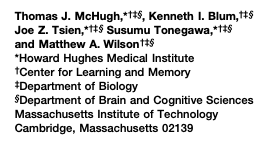 Thomas J. McHugh,*†‡§ Kenneth I. Blum,†‡§
Joe Z. Tsien,*†‡§ Susumu Tonegawa,*†‡§
and Matthew A. Wilson†‡§
*Howard Hughes Medical Institute
†Center for Learning and Memory
‡Department of Biology
§Department of Brain and Cognitive Sciences
Massachusetts Institute of Technology
Cambridge, Massachusetts 02139